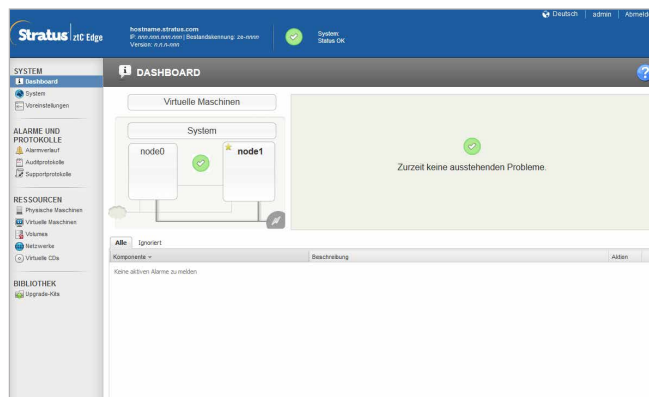 Deutsch | admin | Abmelde
Stratus ztC Edge
hostname.stratus.com
IP: nnn.nnn.nnn.nnn | Bestandskennung: ze-nnnn
Version: n.n.n-nnn
System:
Status OK
SYSTEM
Dashboard
System
Voreinstellungen
ALARME UND
PROTOKOLLE
Alarmverlauf
Auditprotokolle
Supportprotokolle
RESSOURCEN
Physische Maschinen
Virtuelle Maschinen
Volumes
Netzwerke
Virtuelle CDs
BIBLIOTHEK
Upgrade-Kits
DASHBOARD
?
Virtuelle Maschinen
System
node0
node1
Zurzeit keine ausstehenden Probleme.
Alle Ignoriert
Komponente Beschreibung Aktion
Keine aktiven Alarme zu melden